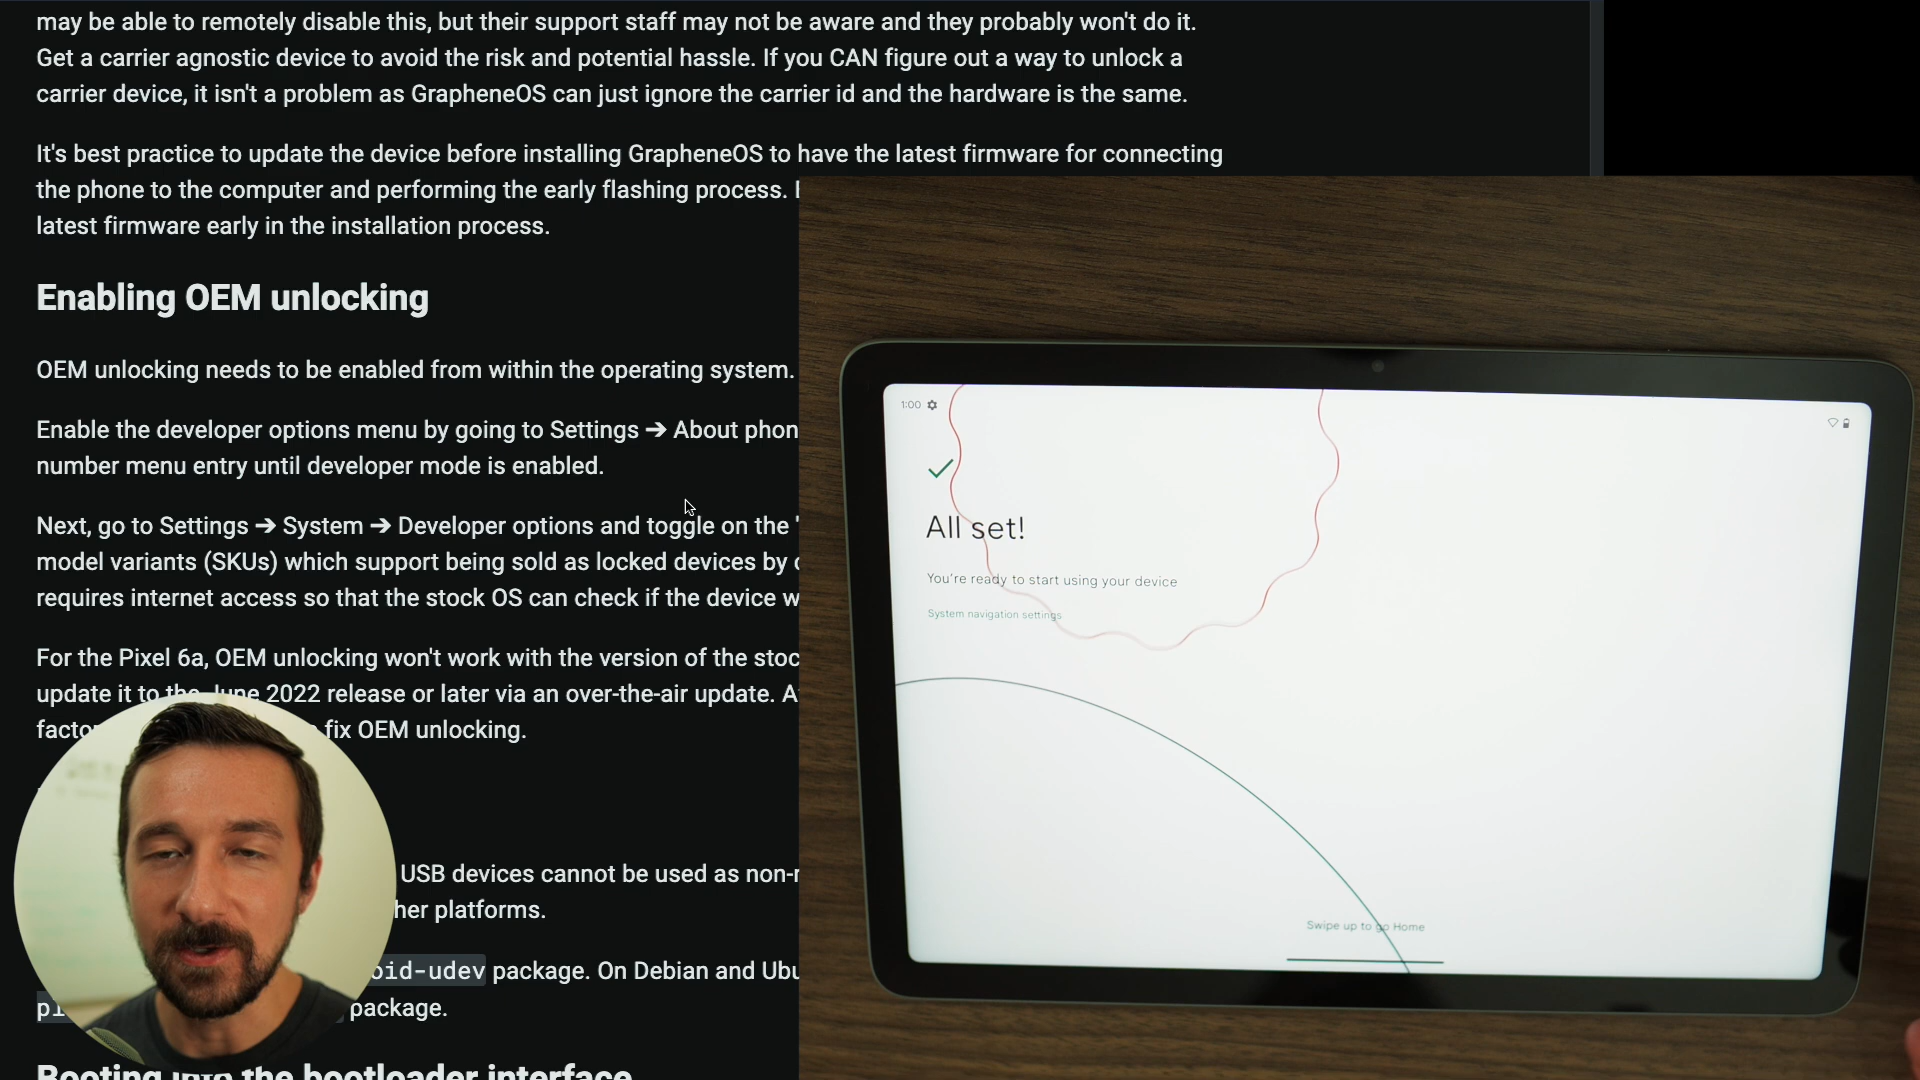 may be able to remotely disable this, but their support staff may not be aware and they probably won't do it.
Get a carrier agnostic device to avoid the risk and potential hassle. If you CAN figure out a way to unlock a
carrier device, it isn't a problem as GrapheneOS can just ignore the carrier id and the hardware is the same.
It's best practice to update the device before installing GrapheneOS to have the latest firmware for connecting
the phone to the computer and performing the early flashing process.
latest firmware early in the installation process.
Enabling OEM unlocking
OEM unlocking needs to be enabled from within the operating system.
Enable the developer options menu by going to Settings ➔ About phon
number menu entry until developer mode is enabled.
Next, go to Settings ➔ System ➔ Developer options and toggle on the '
model variants (SKUs) which support being sold as locked devices by
requires internet access so that the stock OS can check if the device w
For the Pixel 6a, OEM unlocking won't work with the version of the stoc
update it to the June 2022 release or later via an over-the-air update. A
facto fix OEM unlocking.
USB devices cannot be used as non-r
her platforms.
oid-udev package. On Debian and Ubu
package.
Booting into the bootloader interface
1:00
All set!
You're ready to start using your device
System navigation settings
Swipe up to go Home